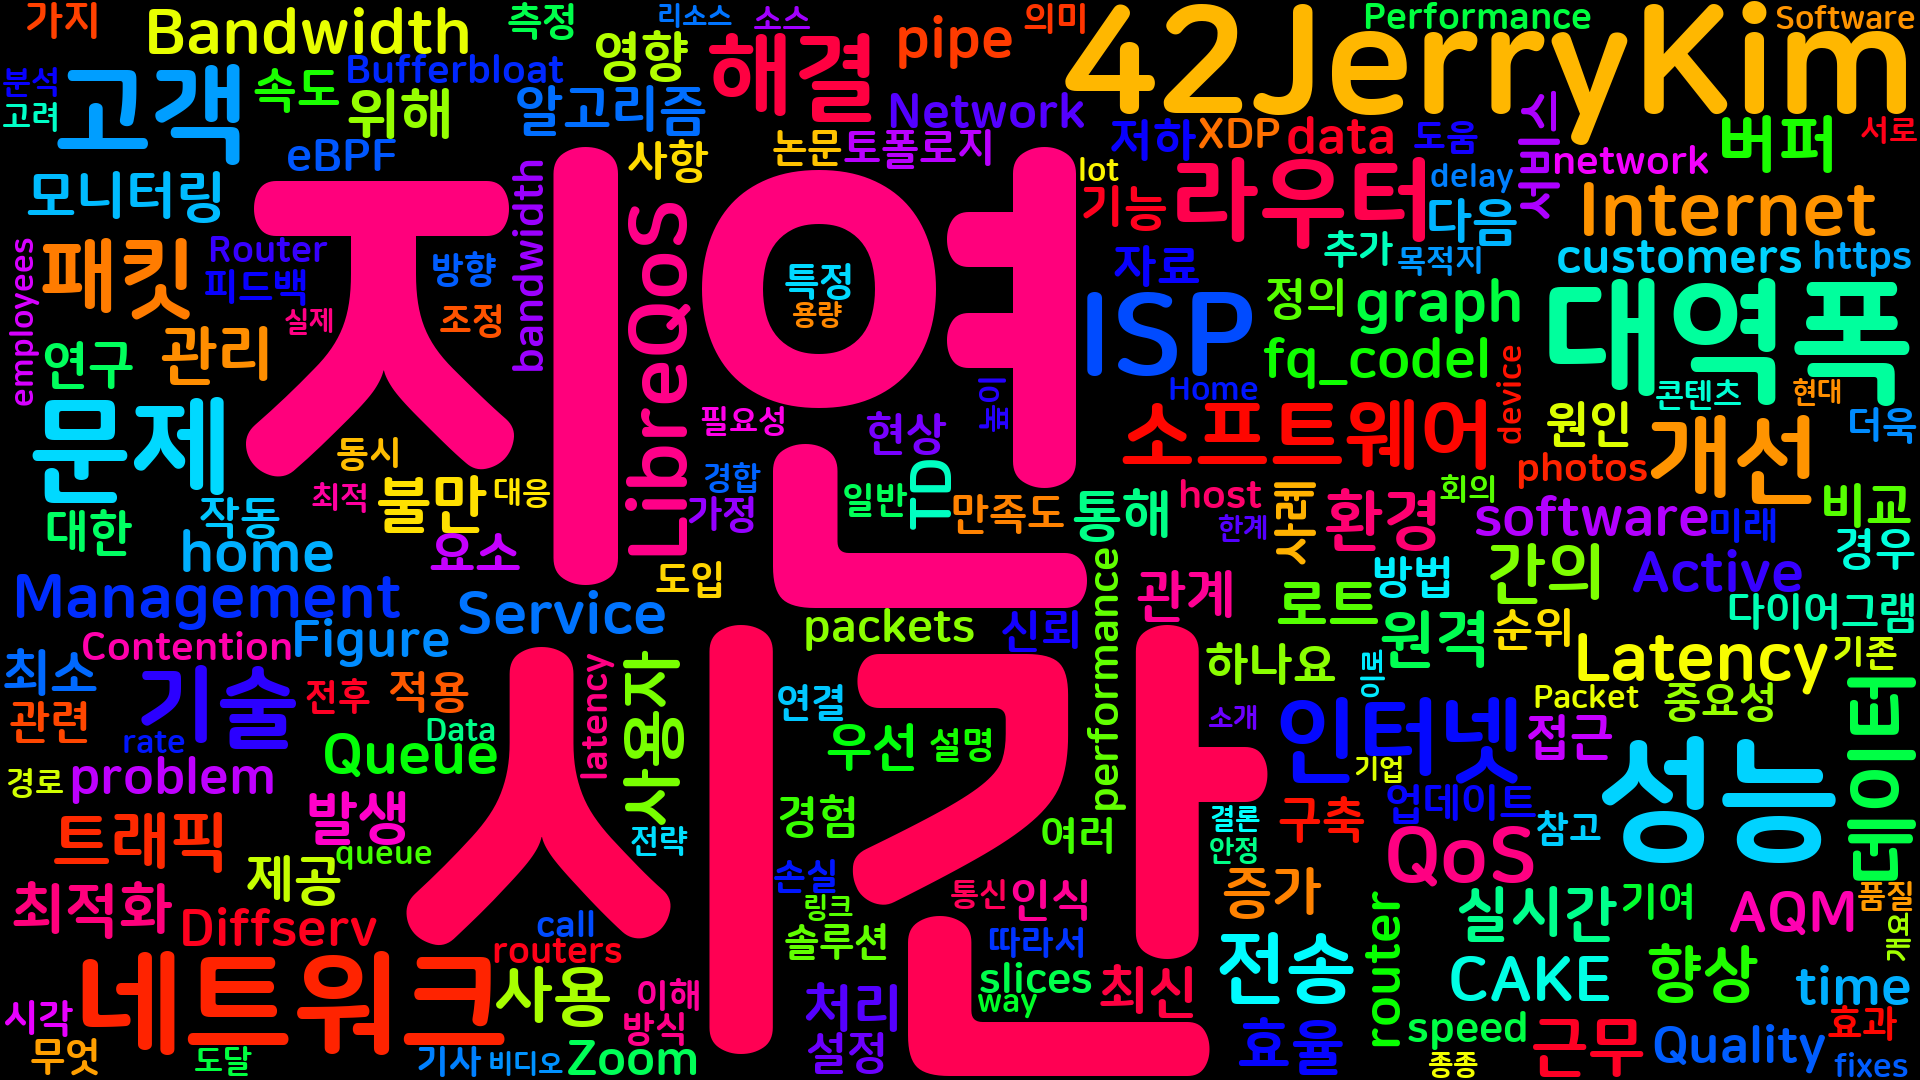 가지
Bandwidth
측정
리소스
소스
의미
42JerryKim
Performance
Software
분석
고려
고객
속도
Bufferbloat
영향
해결
pipe
위해
알고리즘
Network
저하
XDP
data
도움
서비스
버퍼
서로
eBPF
사항
논문
토폴로지
lot
network
모니터링
bandwidth
지연
LibreQoS
기능
라우터
delay
다음
Internet
employees
패킷
Router
피드백
방향
특정
용량
자료
추가
목적지
customers
https
실제
조정
ISP
정의
graph
대역폭
연구
관리
이해
fq_codel
Home
device
콘텐츠
현대
문제
필요성
현상
소프트웨어
원인
개선
더욱
동시
최적
불만
대응
경합
가정
일반
TD
만족도
통해
host
한계
사례
환경
회의
photos
software
미래
비교
대한
작동
home
요소
도입
performance
관계
로트
방법
간의
Active
경우
Management
Service
packets
신뢰
원격
순위
다이어그램
Contention
Figure
시간
하나요
이로
Latency
기존
최소
관련
기술
전후
적용
latency
사용자
연결
소개
인터넷
Packet
접근
중요성
데이터
rate
Data
Queue
우선
설명
기업
경로
problem
업데이트
성능
트래픽
발생
queue
전략
경험
여러
결론
안정
구축
참고
QoS
최적화
제공
손실
링크
통신
인식
증가
router
실시간
기여
AQM
품질
요구
Diffserv
call
routers
솔루션
따라서
slices
way
최신
전송
CAKE
향상
time
시각
네트워크
사용
이해
방식
처리
설정
효율
speed
종종
근무
Quality
효과
fixes
무엇
도달
기사
비디오
Zoom